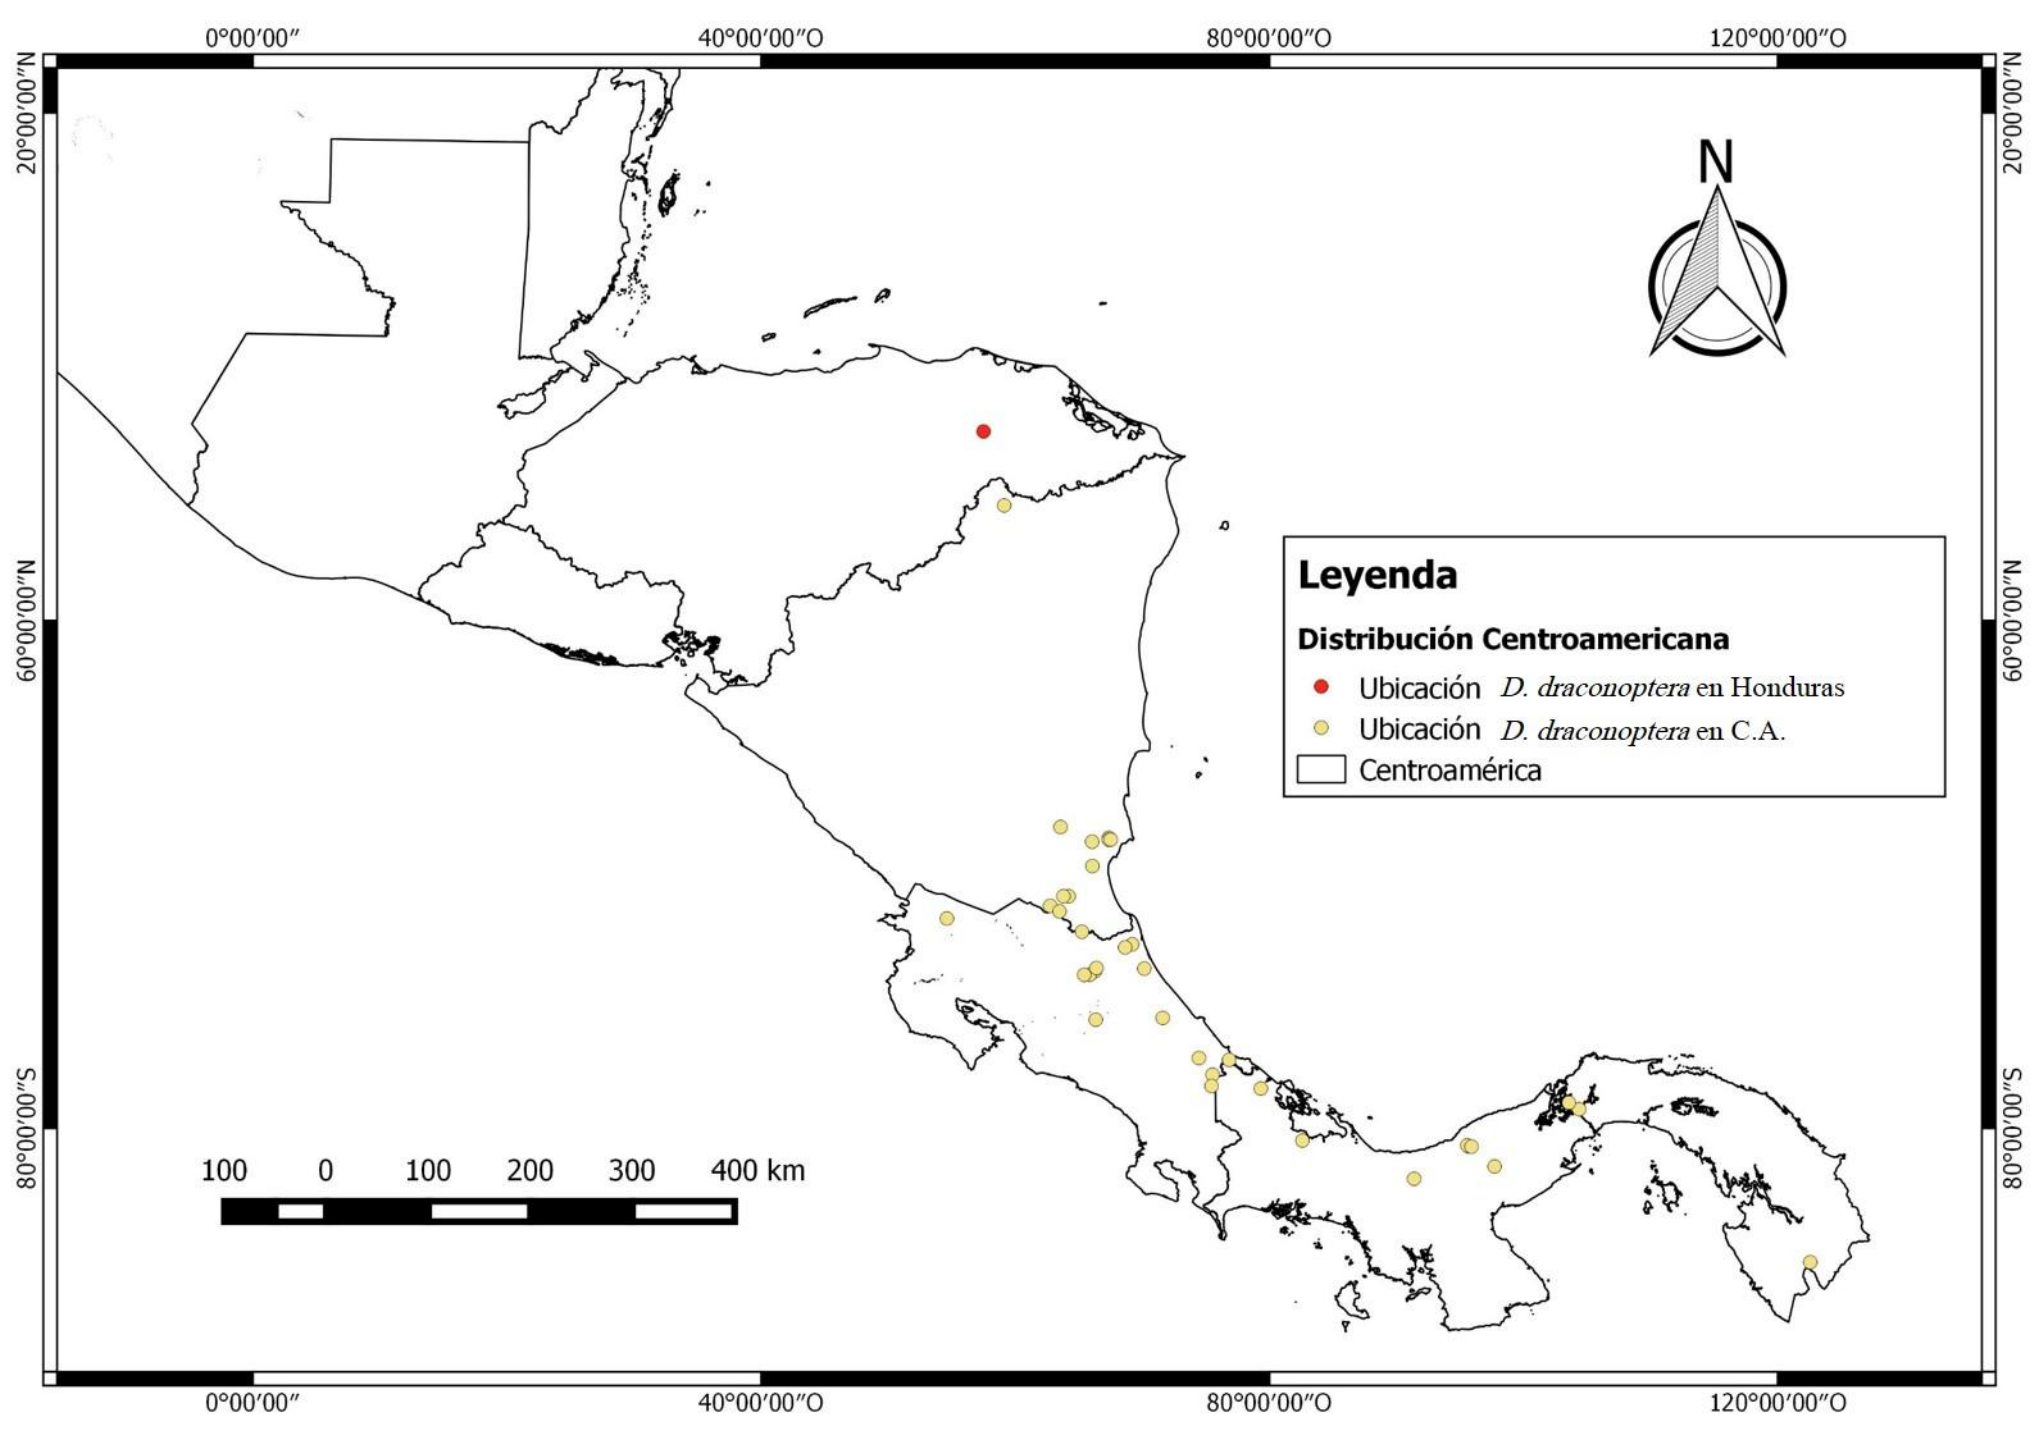 0°00′00″ 40°00′00″O 80°00′00″O 120°00′00″O
20°00′00″N 20°00′00″N
N
60°00′00″N 60°00′00″N
Leyenda
Distribución Centroamericana
Ubicación D. draconoptera en Honduras
Ubicación D. draconoptera en C.A.
Centroamérica
80°00′00″S 80°00′00″S
100 0 100 200 300 400 km
0°00′00″ 40°00′00″O 80°00′00″O 120°00′00″O